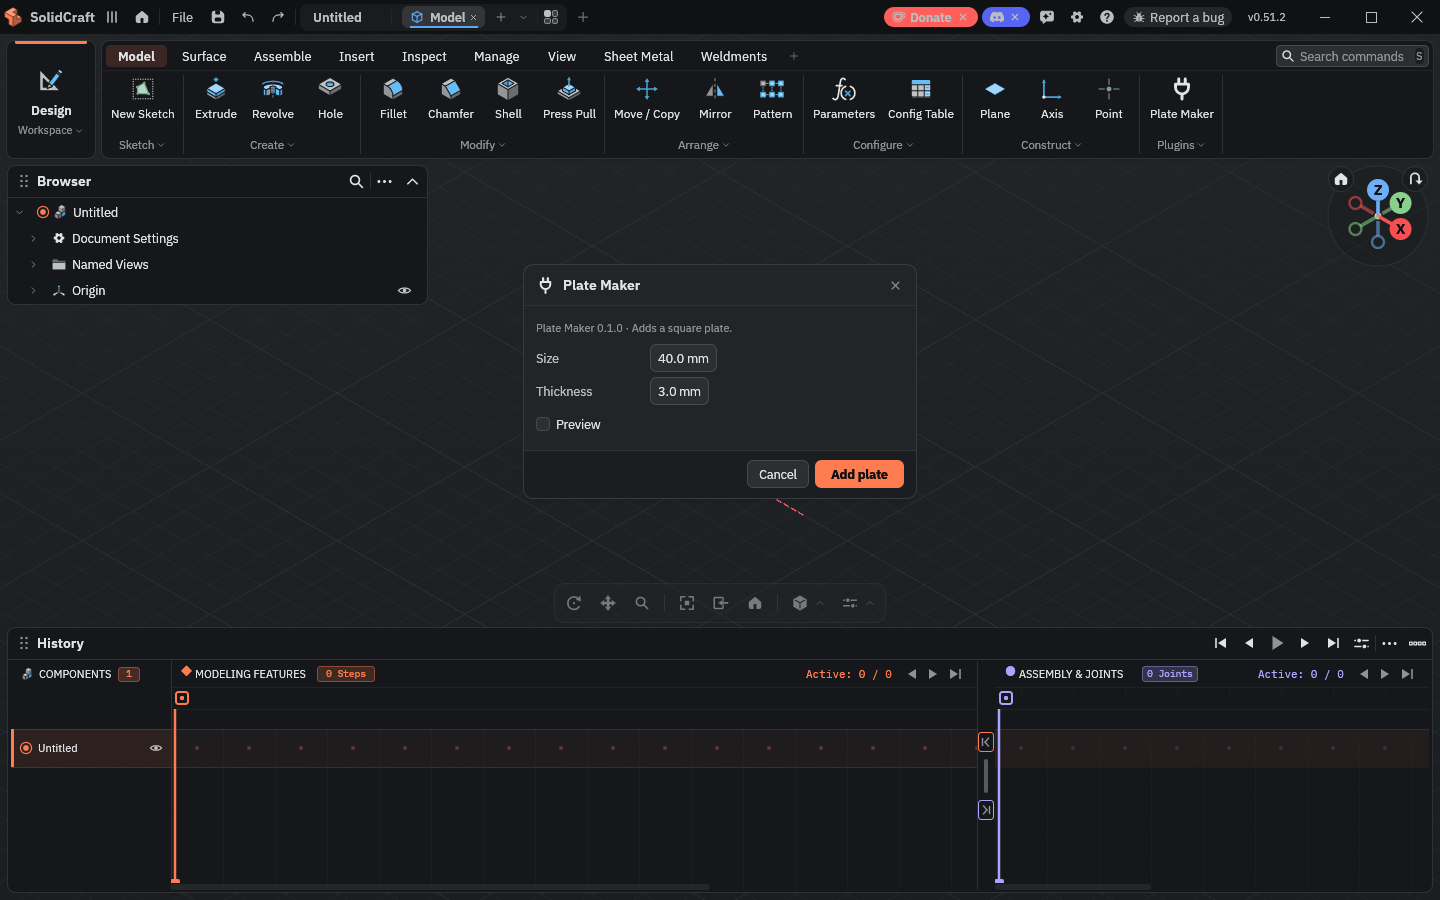 SolidCraft File Untitled Model Donate Report a bug v0.51.2
Model Surface Assemble Insert Inspect Manage View Sheet Metal Weldments Search commands S
Design
Workspace
New Sketch Extrude Revolve Hole Fillet Chamfer Shell Press Pull Move / Copy Mirror Pattern Parameters Config Table Plane Axis Point Plate Maker
Sketch Create Modify Arrange Configure Construct Plugins
Browser
Untitled
Document Settings
Named Views
Origin
Z
Y
X
Plate Maker
Plate Maker 0.1.0 · Adds a square plate.
Size 40.0 mm
Thickness 3.0 mm
Preview
Cancel Add plate
History
COMPONENTS 1 MODELING FEATURES 0 Steps Active: 0 / 0 ASSEMBLY & JOINTS 0 Joints Active: 0 / 0
Untitled